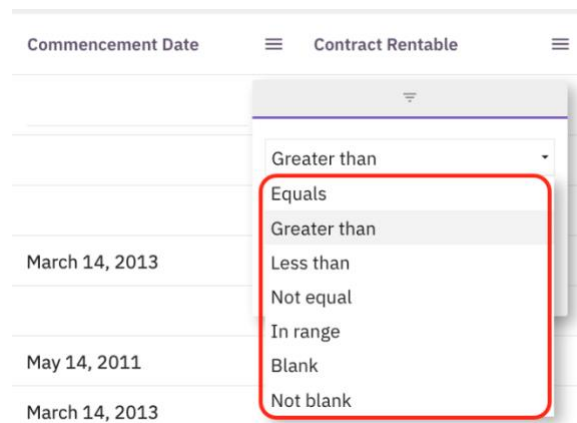 Commencement Date
Contract Rentable
Greater than
Equals
Greater than
March 14, 2013
Less than
Not equal
In range
May 14, 2011
Blank
March 14, 2013
Not blank